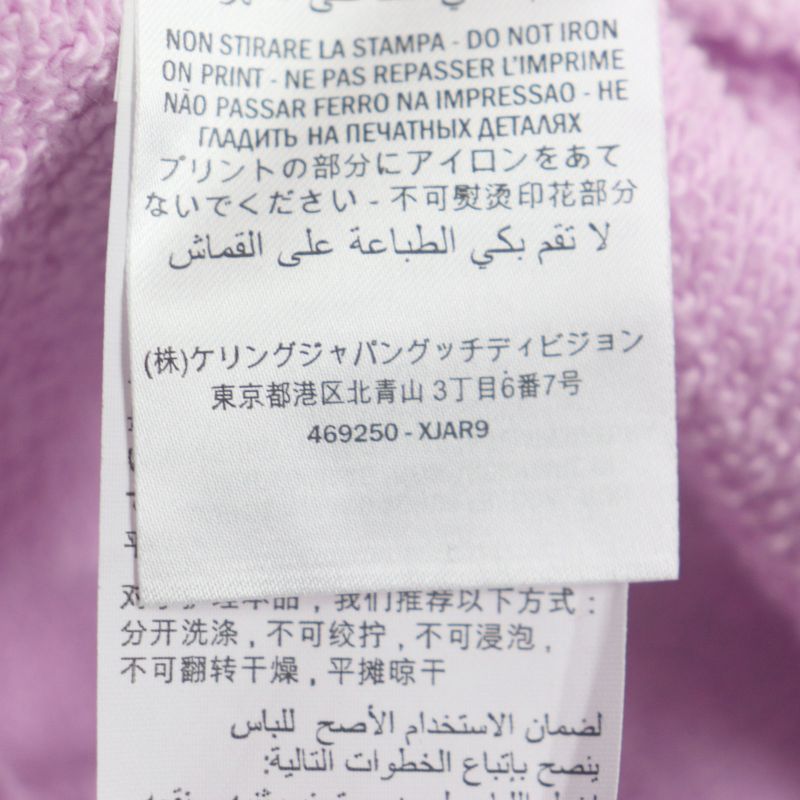 NON STIRARE LA STAMPA - DO NOT IRON
ON PRINT - NE PAS REPASSER L'IMPRIME
NÃO PASSAR FERRO NA IMPRESSAO - НЕ
ГЛАДИТЬ НА ПЕЧАТНЫХ ДЕТАЛЯХ
プリントの部分にアイロンをあて
ないでください - 不可熨烫印花部分
لا تقم بكي الطباعة على القماش
(株)ケリングジャパングッチディビジョン
東京都港区北青山 3丁目6番7号
469250 - XJAR9
本品，我们推荐以下方式：
分开洗涤，不可绞拧，不可浸泡，
不可翻转干燥，平摊晾干
لضمان الاستخدام الأصح للباس
ينصح بإتباع الخطوات التالية: